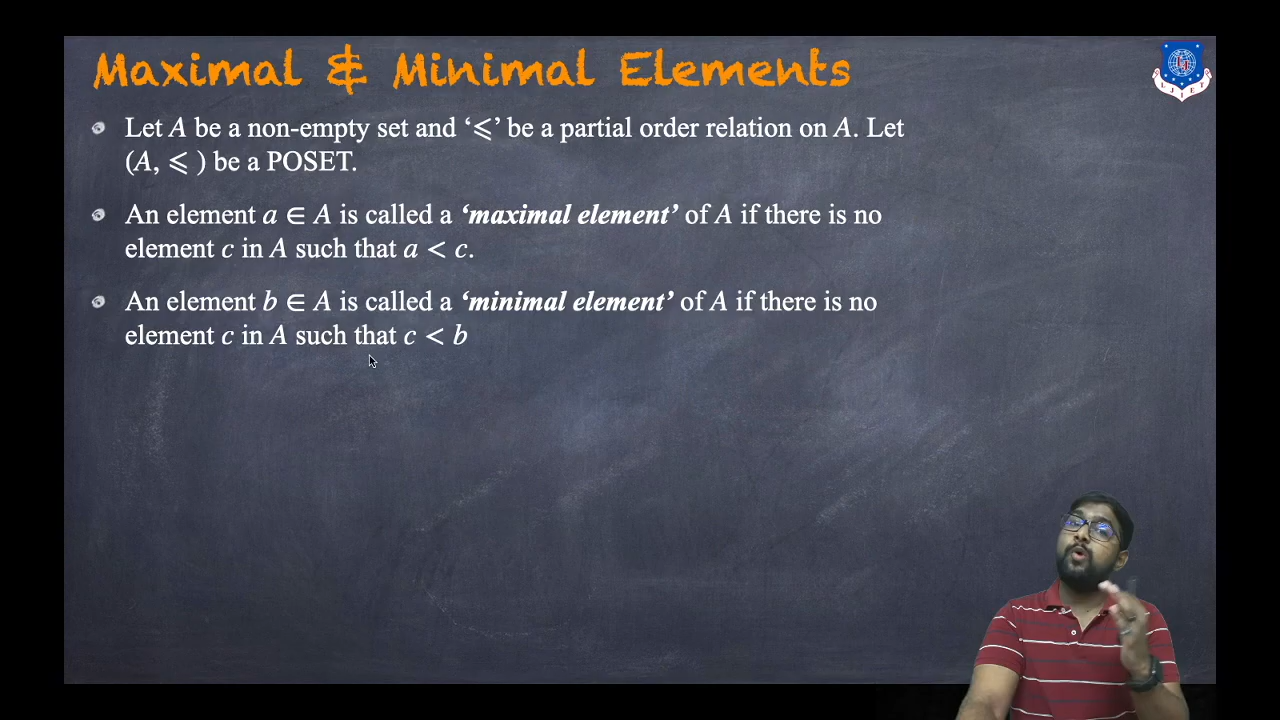 Maximal & Minimal Elements
Let A be a non-empty set and ‘⩽’ be a partial order relation on A. Let
(A, ⩽ ) be a POSET.
An element a ∈ A is called a ‘maximal element’ of A if there is no
element c in A such that a < c.
An element b ∈ A is called a ‘minimal element’ of A if there is no
element c in A such that c < b